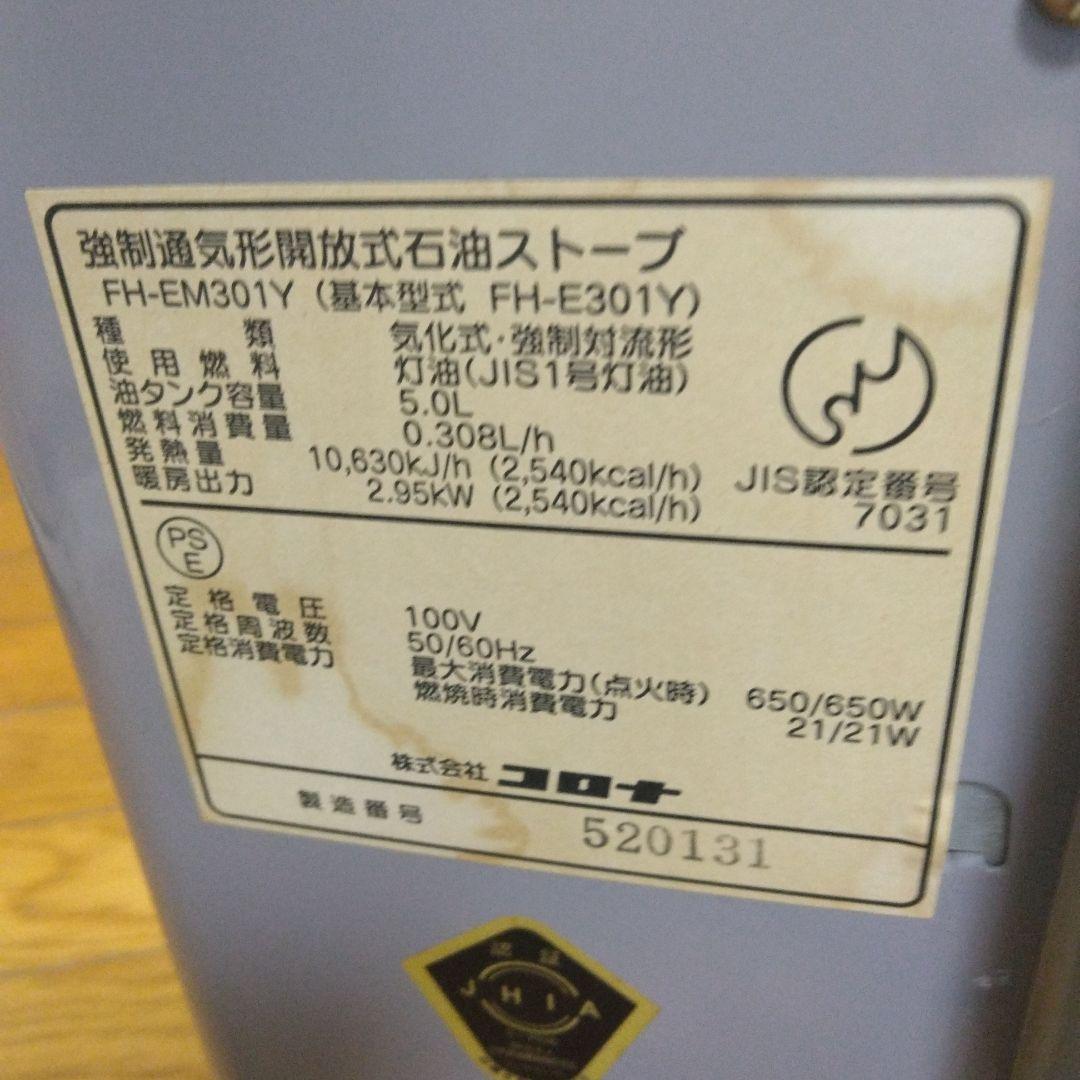 強制通気形開放式石油ストーブ
FH-EM301Y (基本型式 FH-E301Y)
種類 気化式・強制対流形
使用燃料 灯油(JIS1号灯油)
油タンク容量 5.0L
燃料消費量 0.308L/h
発熱量 10,630kJ/h (2,540kcal/h)
暖房出力 2.95kW (2,540kcal/h)
JIS認定番号
7031
PS
E
定格電圧 100V
定格周波数 50/60Hz
定格消費電力 最大消費電力(点火時) 650/650W
燃焼時消費電力 21/21W
株式会社 コロナ
製造番号 520131
認証
JHIA